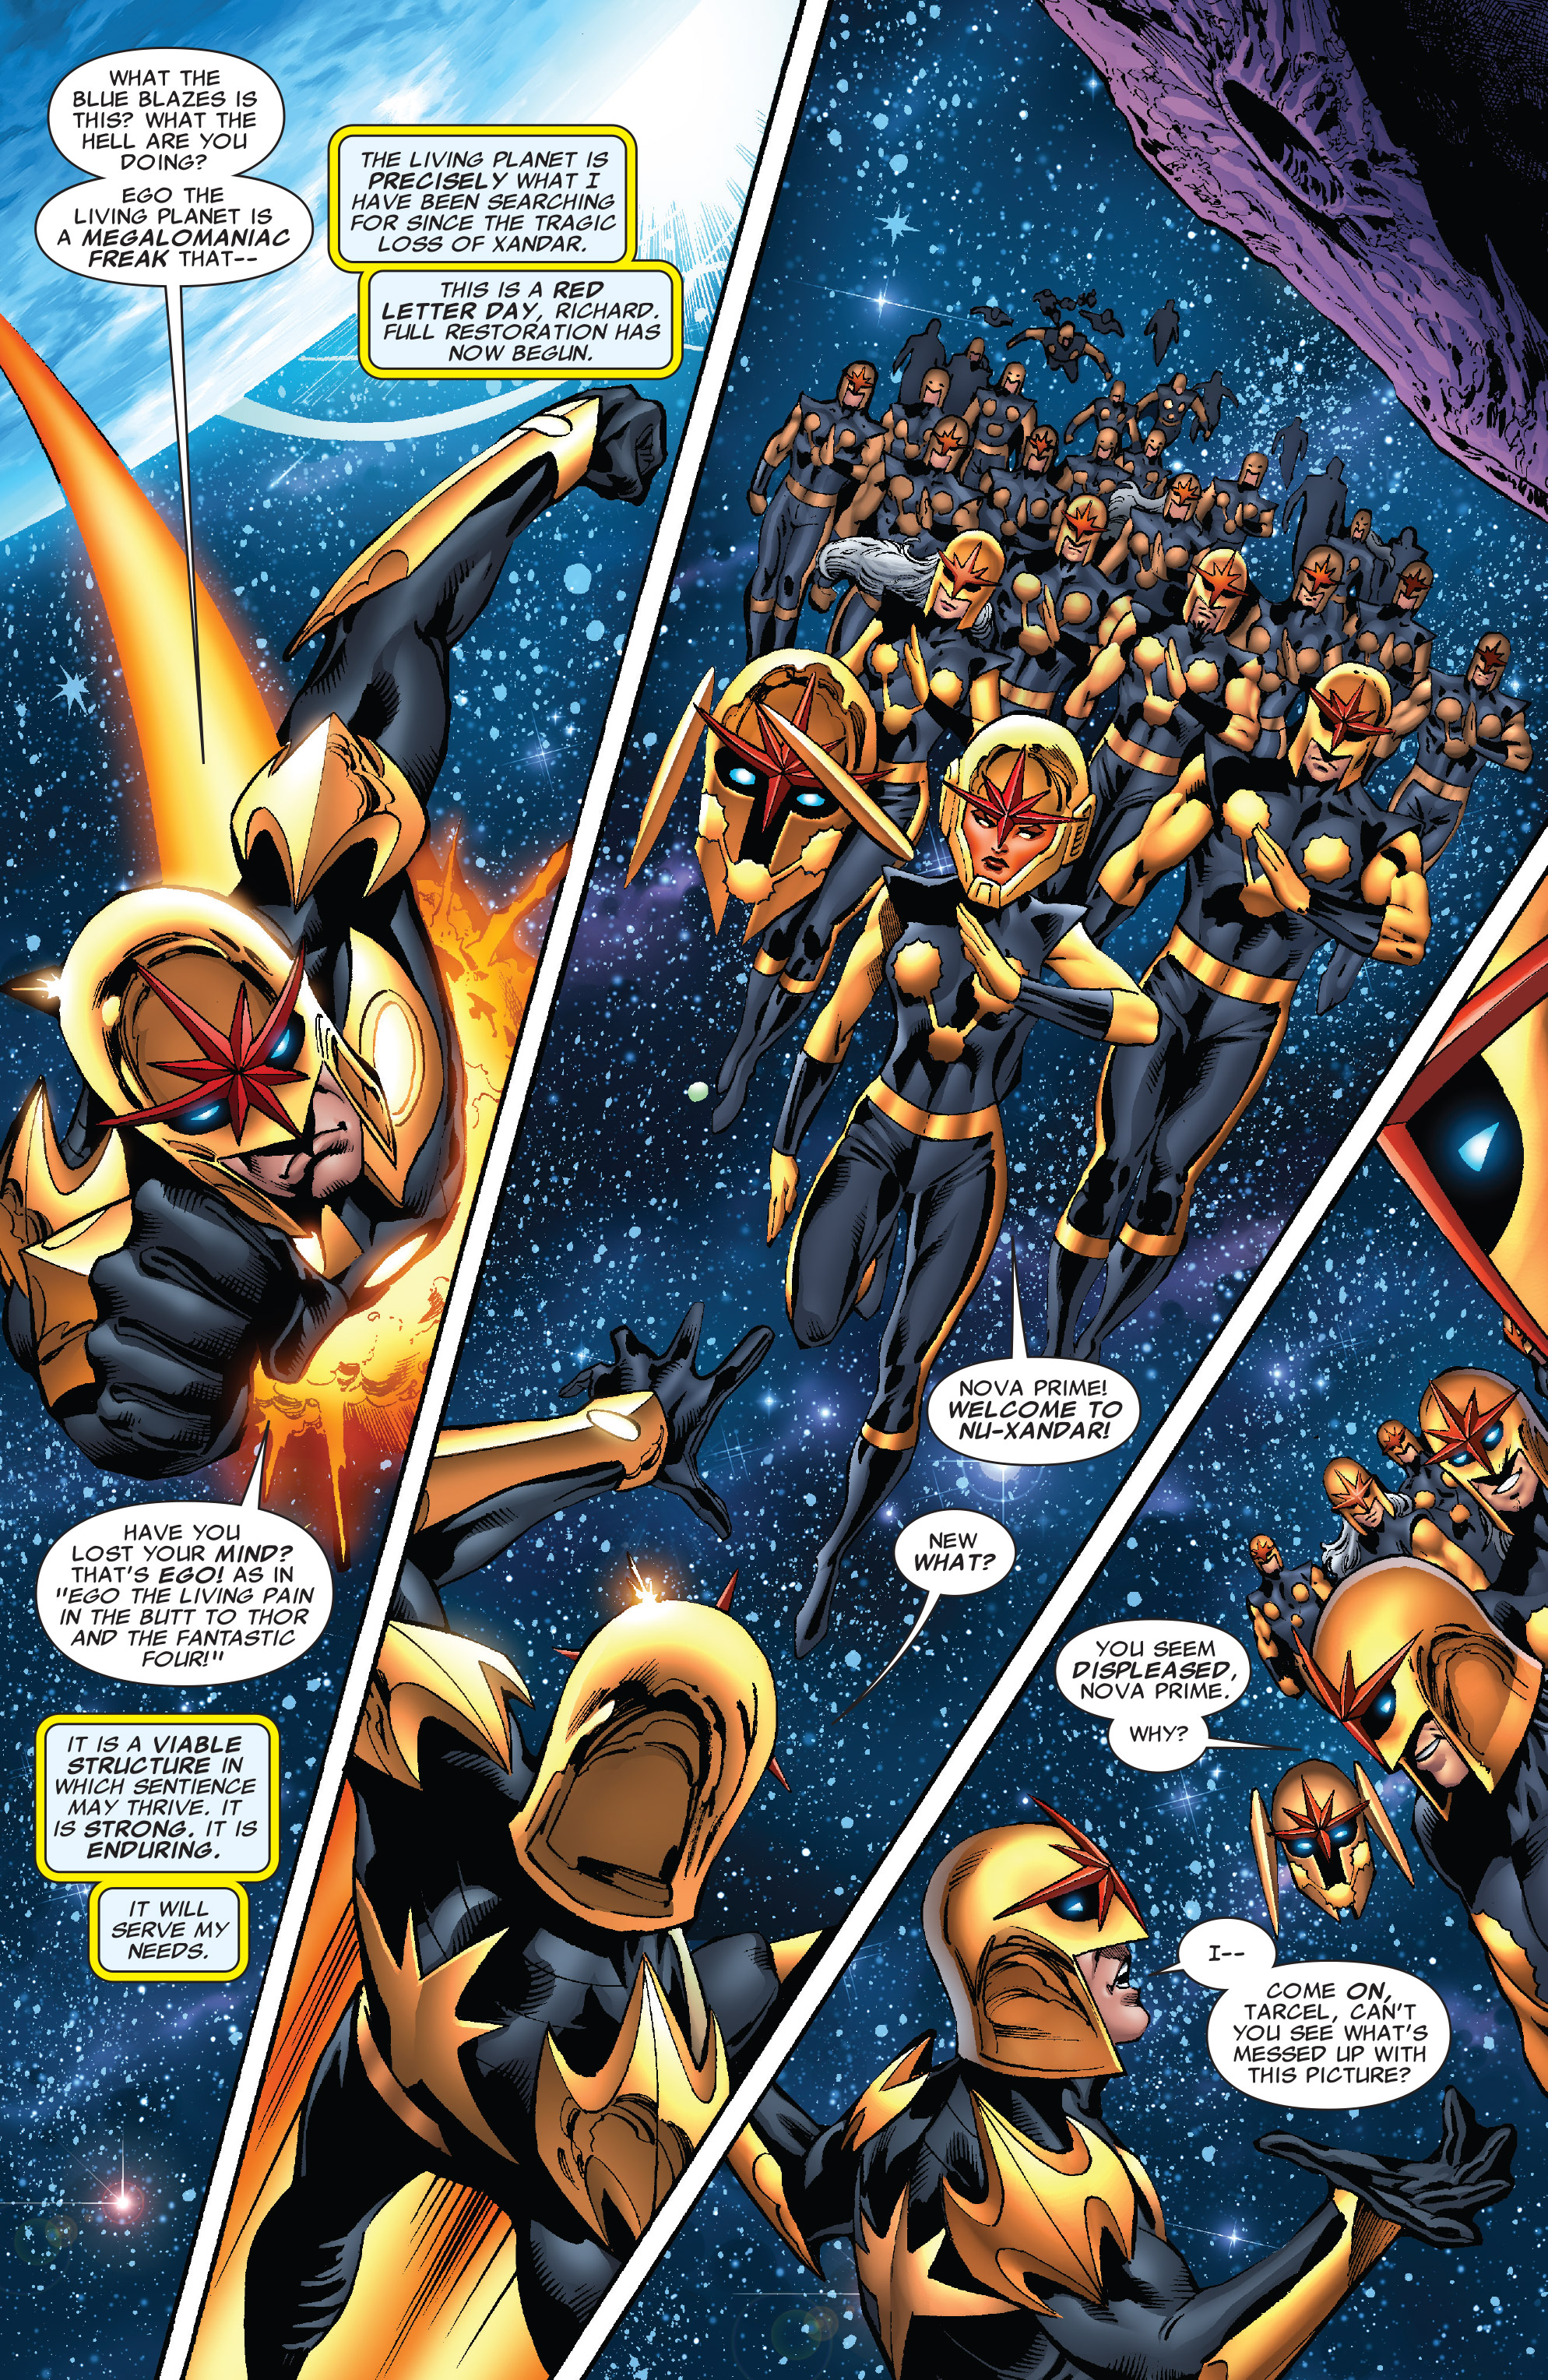 WHAT THE
BLUE BLAZES IS
THIS? WHAT THE
HELL ARE YOU
DOING?
EGO THE
LIVING PLANET IS
A MEGALOMANIAC
FREAK THAT--
THE LIVING PLANET IS
PRECISELY WHAT I
HAVE BEEN SEARCHING
FOR SINCE THE TRAGIC
LOSS OF XANDAR.
THIS IS A RED
LETTER DAY, RICHARD.
FULL RESTORATION HAS
NOW BEGUN.
HAVE YOU
LOST YOUR MIND?
THAT'S EGO! AS IN
"EGO THE LIVING PAIN
IN THE BUTT TO THOR
AND THE FANTASTIC
FOUR!"
IT IS A VIABLE
STRUCTURE IN
WHICH SENTIENCE
MAY THRIVE. IT
IS STRONG. IT IS
ENDURING.
IT WILL
SERVE MY
NEEDS.
NOVA PRIME!
WELCOME TO
NU-XANDAR!
NEW
WHAT?
YOU SEEM
DISPLEASED,
NOVA PRIME.
WHY?
I--
COME ON,
TARCEL, CAN'T
YOU SEE WHAT'S
MESSED UP WITH
THIS PICTURE?